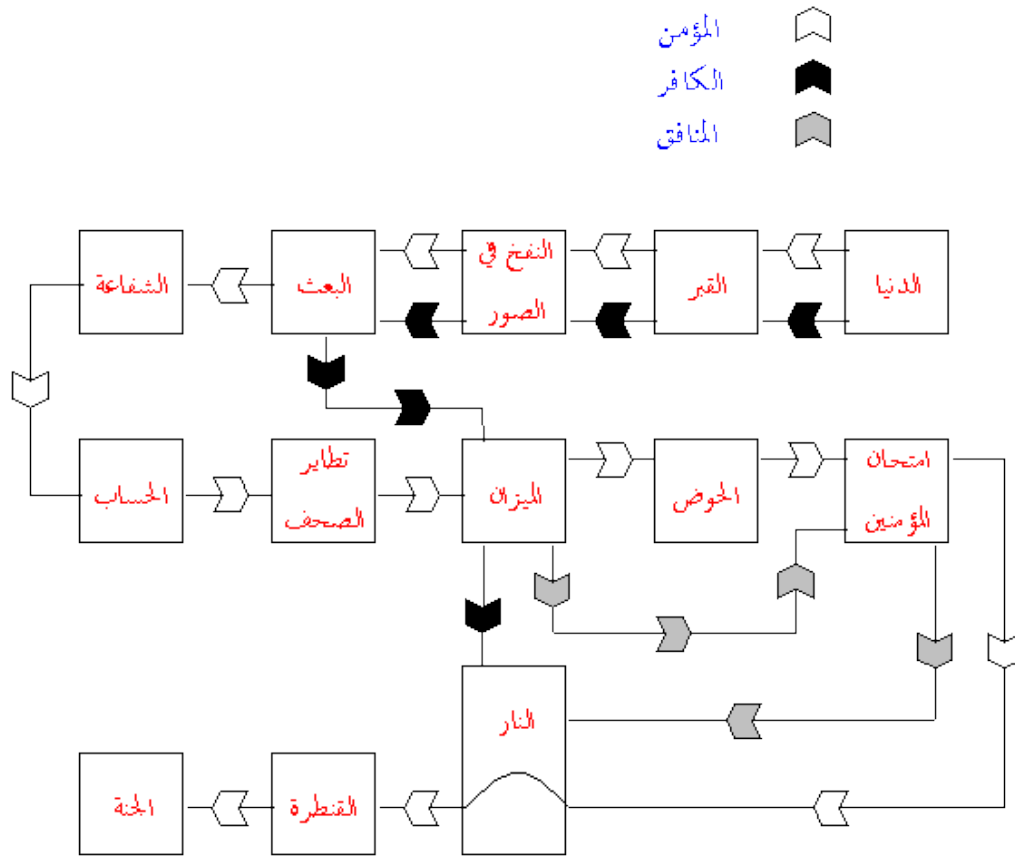 المؤمن
الكافر
المنافق
الدنيا
القبر
النفخ في
الصور
البعث
الشفاعة
الحساب
تطاير
الصحف
الميزان
الحوض
امتحان
المؤمنين
النار
القنطرة
الجنة